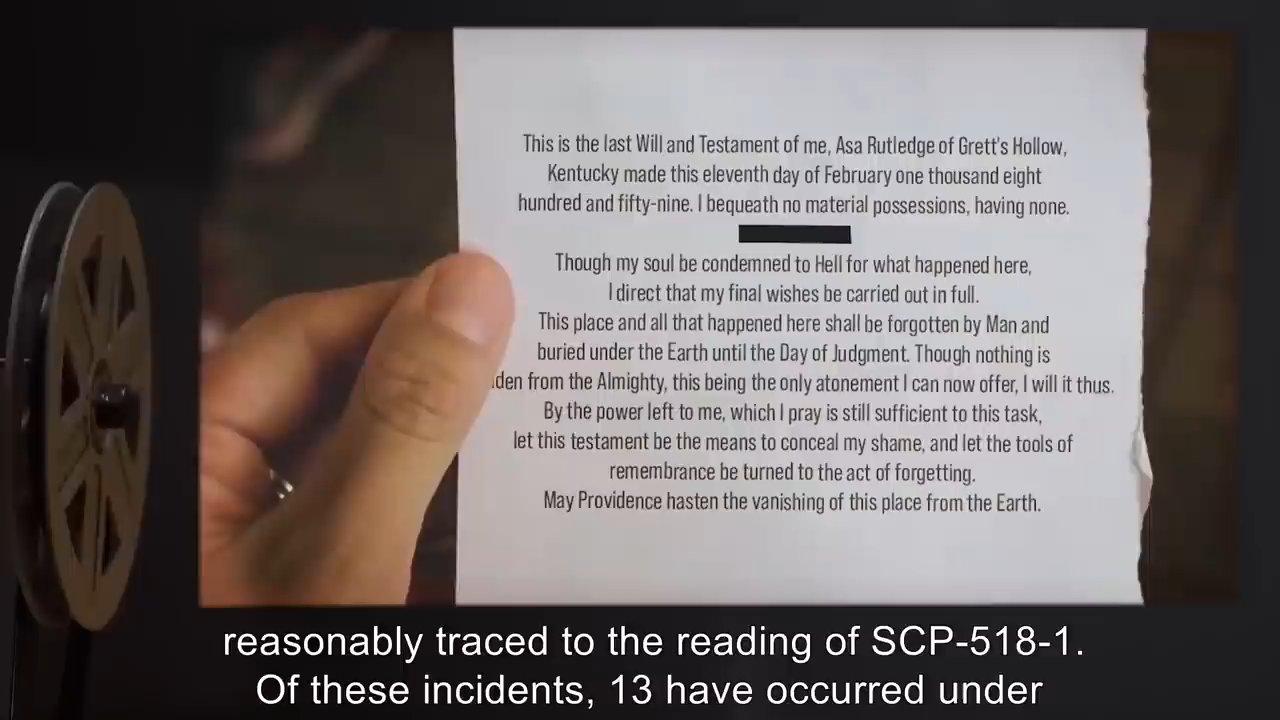 This is the last Will and Testament of me, Asa Rutledge of Grett's Hollow,
Kentucky made this eleventh day of February one thousand eight
hundred and fifty-nine. I bequeath no material possessions, having none.
Though my soul be condemned to Hell for what happened here,
I direct that my final wishes be carried out in full.
This place and all that happened here shall be forgotten by Man and
buried under the Earth until the Day of Judgment. Though nothing is
from the Almighty, this being the only atonement I can now offer, I will it thus.
By the power left to me, which I pray is still sufficient to this task,
let this testament be the means to conceal my shame, and let the tools of
remembrance be turned to the act of forgetting.
May Providence hasten the vanishing of this place from the Earth.
reasonably traced to the reading of SCP-518-1.
Of these incidents, 13 have occurred under